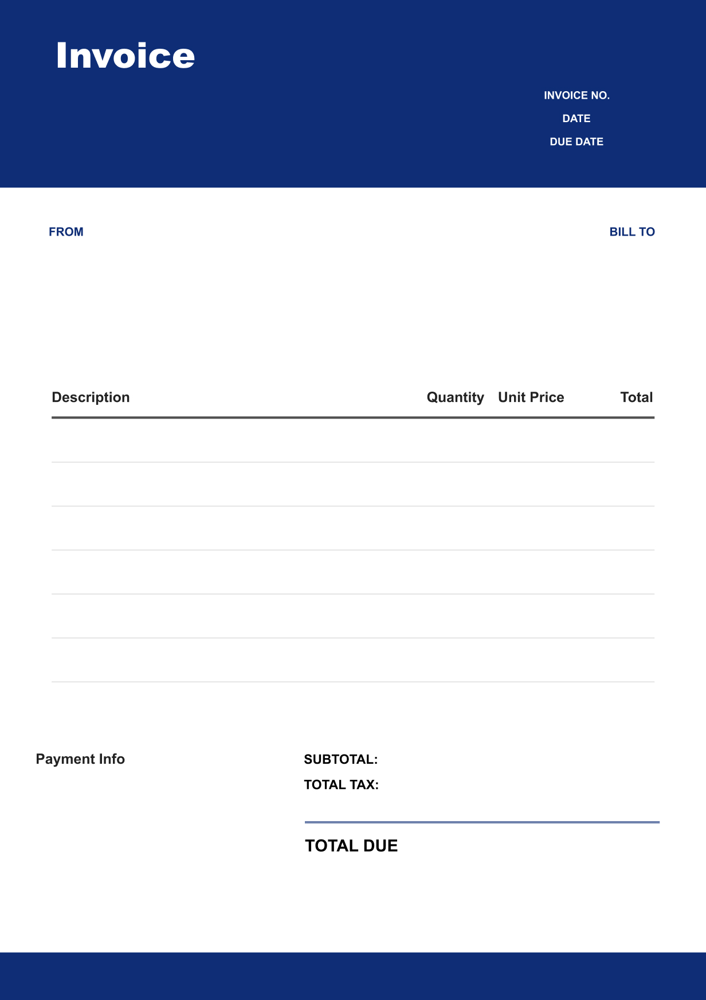 Invoice
INVOICE NO.
DATE
DUE DATE
FROM
BILL TO
Description Quantity Unit Price Total
Payment Info
SUBTOTAL:
TOTAL TAX:
TOTAL DUE